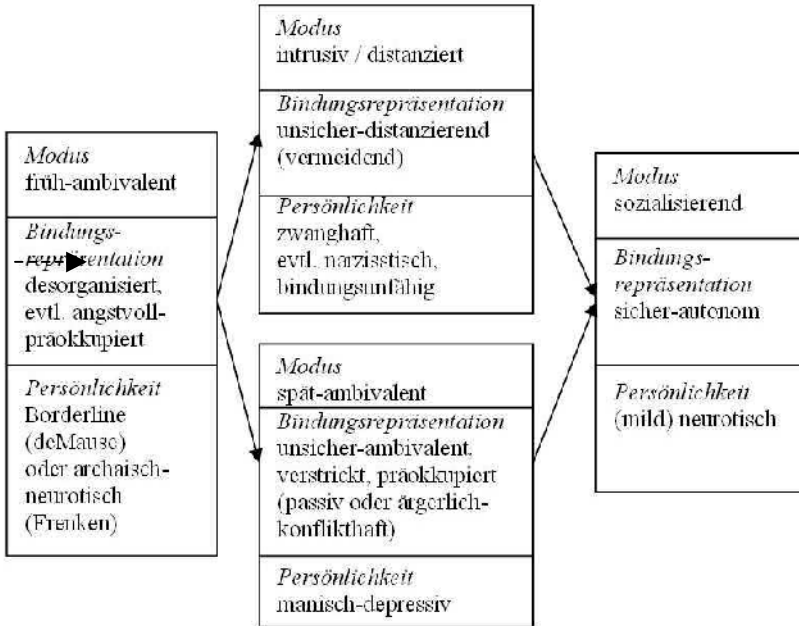 Modus
früh-ambivalent
Bindungs-
repräsentation
desorganisiert,
evtl. angstvoll-
präokkupiert
Persönlichkeit
Borderline
(deMause)
oder archaisch-
neurotisch
(Frenken)
Modus
intrusiv / distanziert
Bindungsrepräsentation
unsicher-distanzierend
(vermeidend)
Persönlichkeit
zwanghaft,
evtl. narzisstisch,
bindungsunfähig
Modus
spät-ambivalent
Bindungsrepräsentation
unsicher-ambivalent,
verstrickt, präokkupiert
(passiv oder ärgerlich-
konflikthaft)
Persönlichkeit
manisch-depressiv
Modus
sozialisierend
Bindungs-
repräsentation
sicher-autonom
Persönlichkeit
(mild) neurotisch